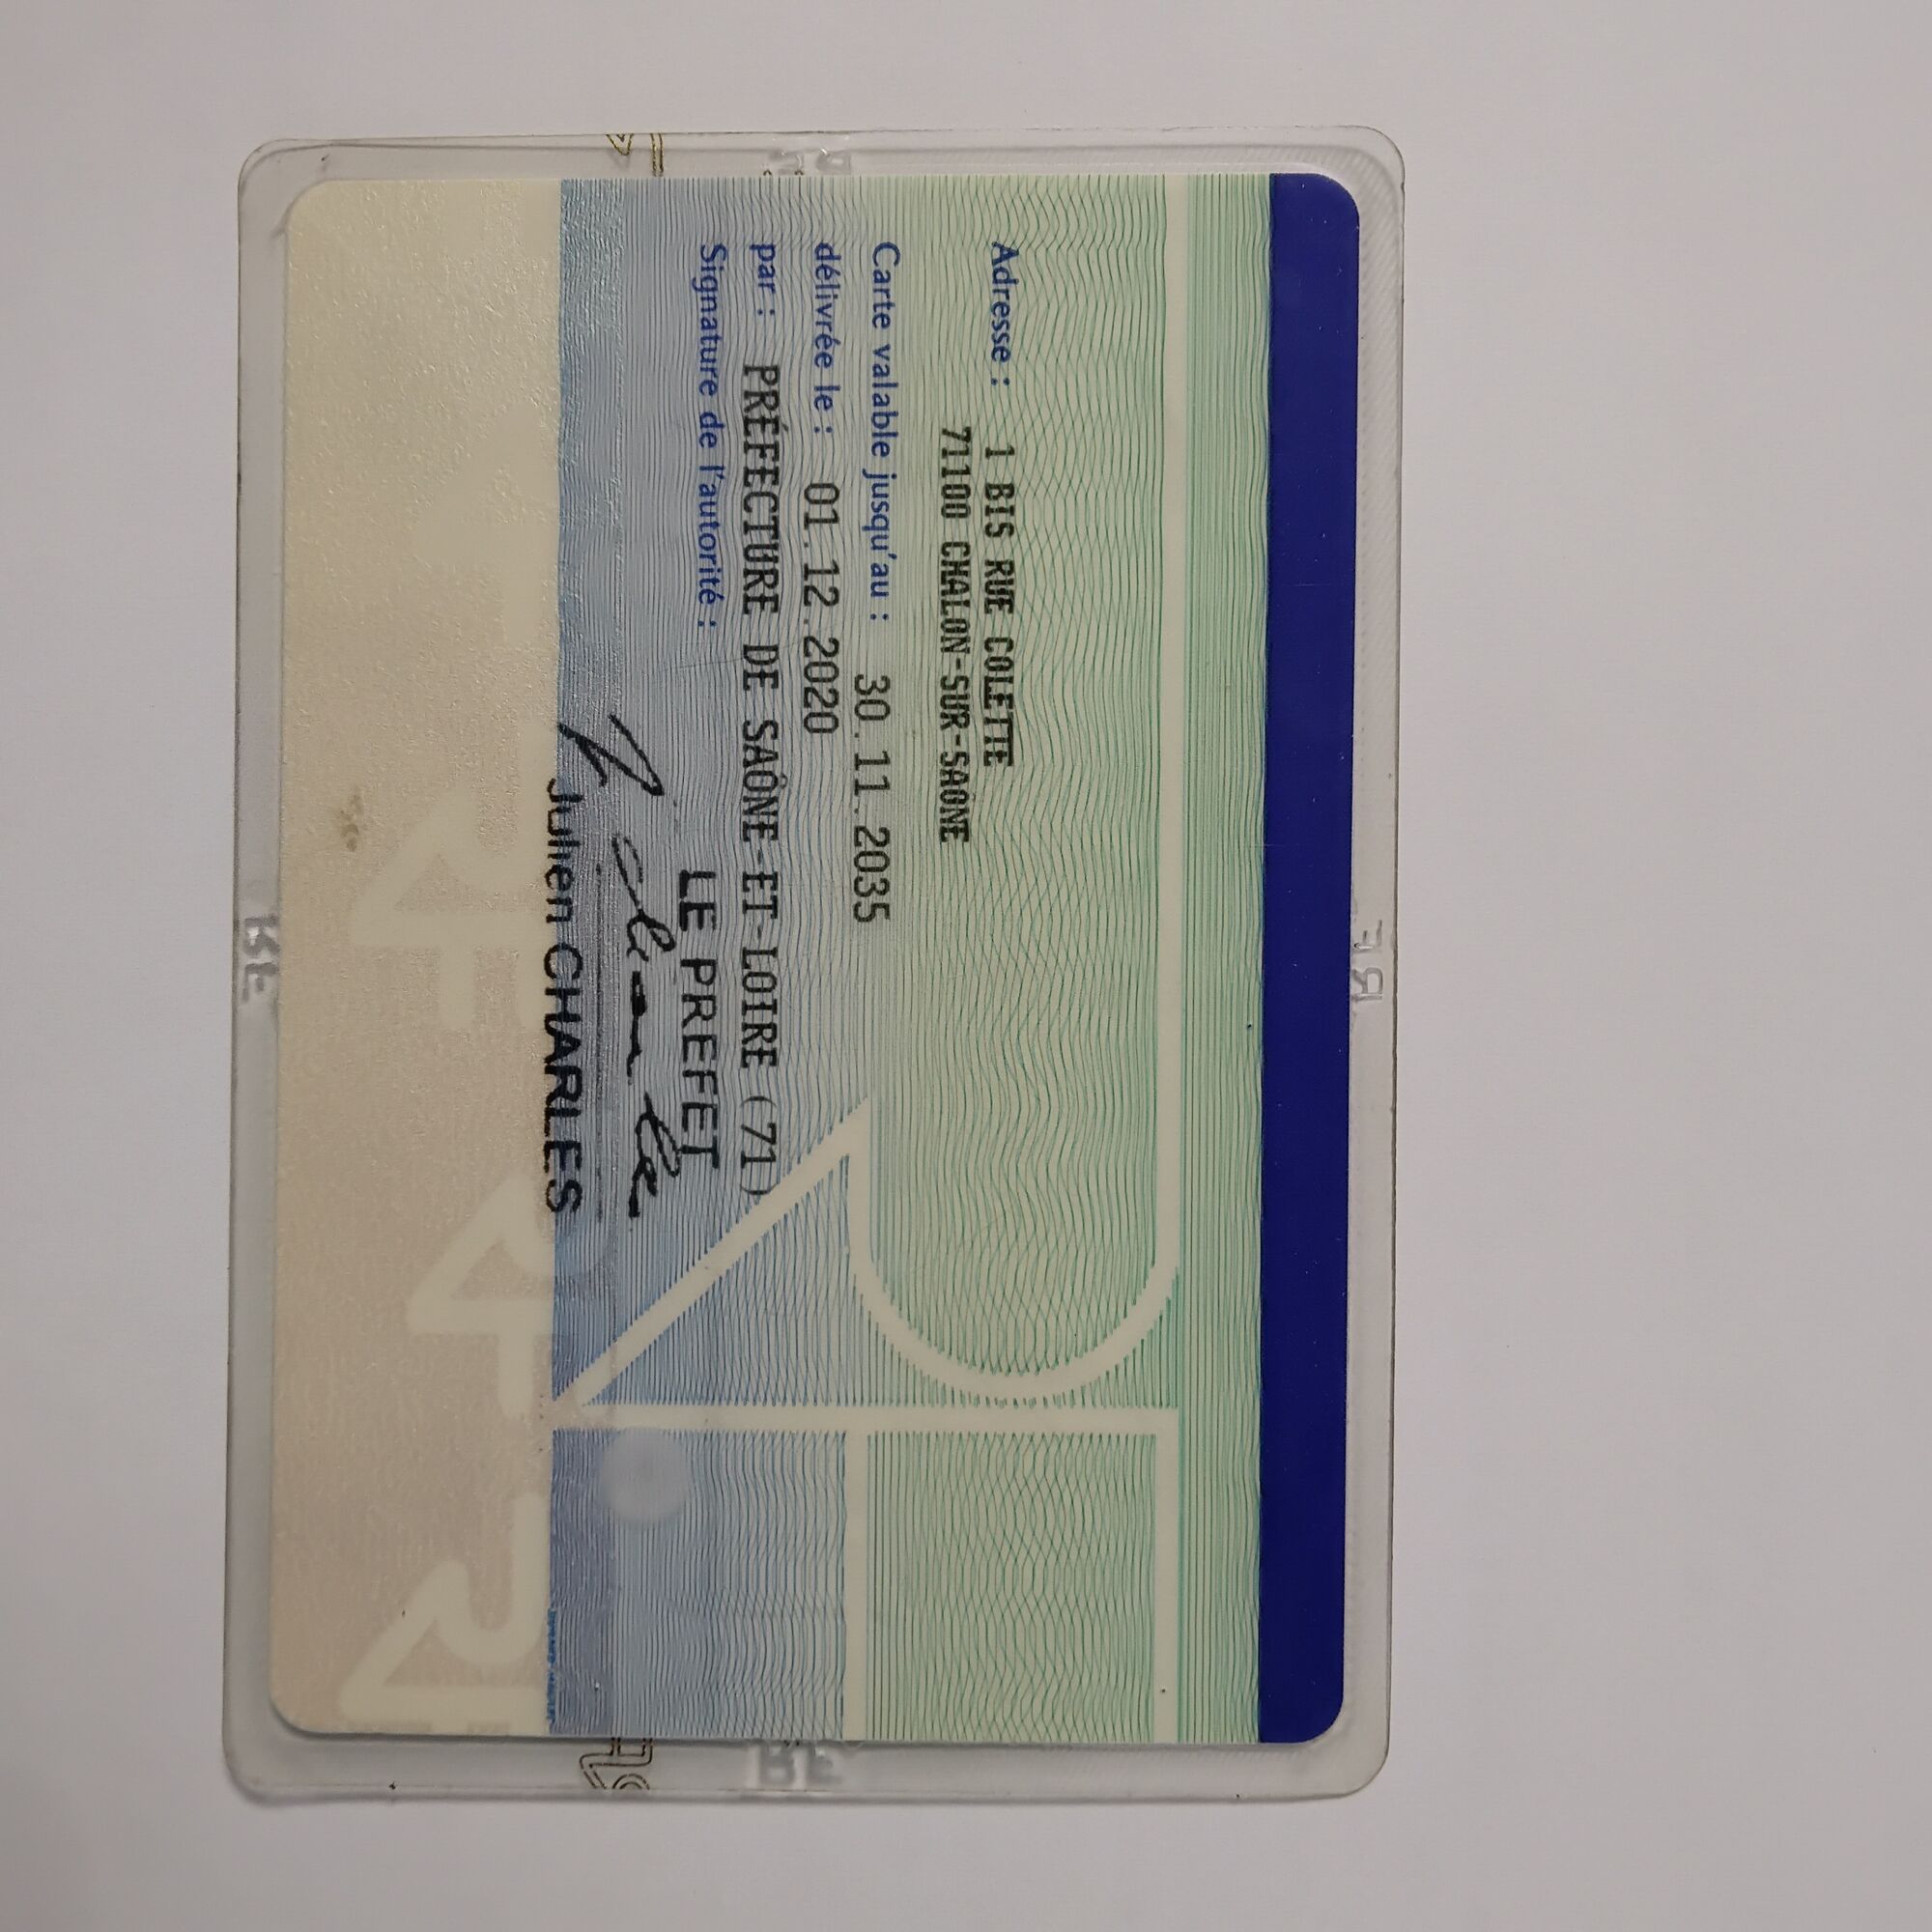 Adresse : 1 BIS RUE COLETTE
71100 CHALON-SUR-SAÔNE
Carte valable jusqu'au : 30.11.2035
délivrée le : 01.12.2020
par : PRÉFECTURE DE SAÔNE-ET-LOIRE (71)
Signature de l'autorité :
LE PREFET
Julien CHARLES
RF